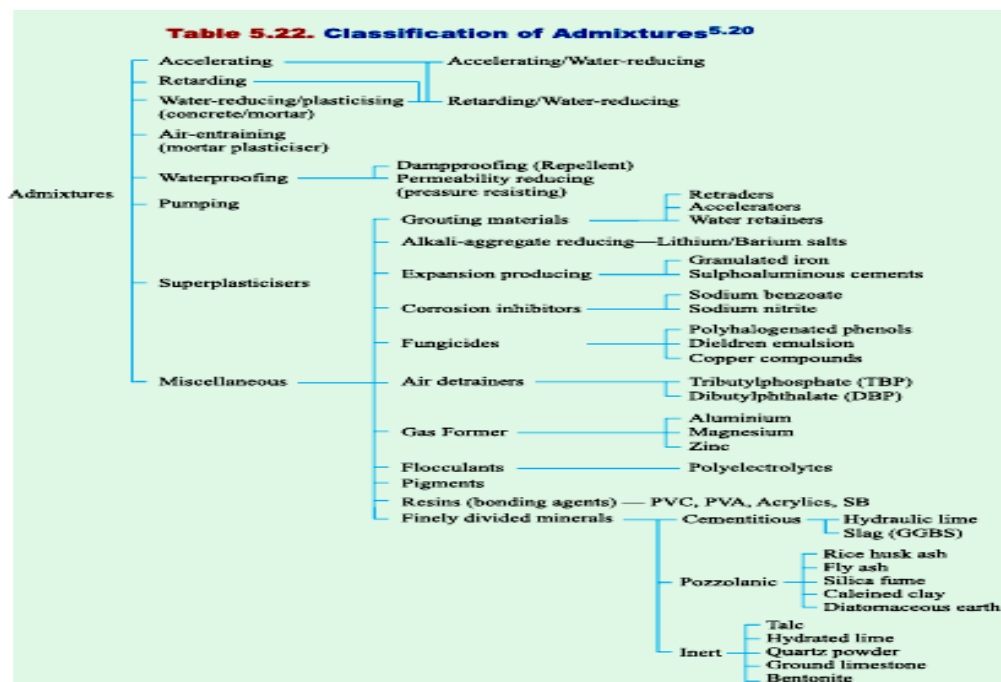 Table 5.22. Classification of Admixtures5.20
Admixtures
Accelerating
Accelerating/Water-reducing
Retarding
Water-reducing/plasticising
(concrete/mortar)
Retarding/Water-reducing
Air-entraining
(mortar plasticiser)
Waterproofing
Dampproofing (Repellent)
Permeability reducing
(pressure resisting)
Pumping
Superplasticisers
Miscellaneous
Grouting materials
Retraders
Accelerators
Water retainers
Alkali-aggregate reducing—Lithium/Barium salts
Expansion producing
Granulated iron
Sulphoaluminous cements
Corrosion inhibitors
Sodium benzoate
Sodium nitrite
Fungicides
Polyhalogenated phenols
Dieldren emulsion
Copper compounds
Air detrainers
Tributylphosphate (TBP)
Dibutylphthalate (DBP)
Gas Former
Aluminium
Magnesium
Zinc
Flocculants
Polyelectrolytes
Pigments
Resins (bonding agents) — PVC, PVA, Acrylics, SB
Finely divided minerals
Cementitious
Hydraulic lime
Slag (GGBS)
Pozzolanic
Rice husk ash
Fly ash
Silica fume
Caleined clay
Diatomaceous earth
Inert
Talc
Hydrated lime
Quartz powder
Ground limestone
Bentonite